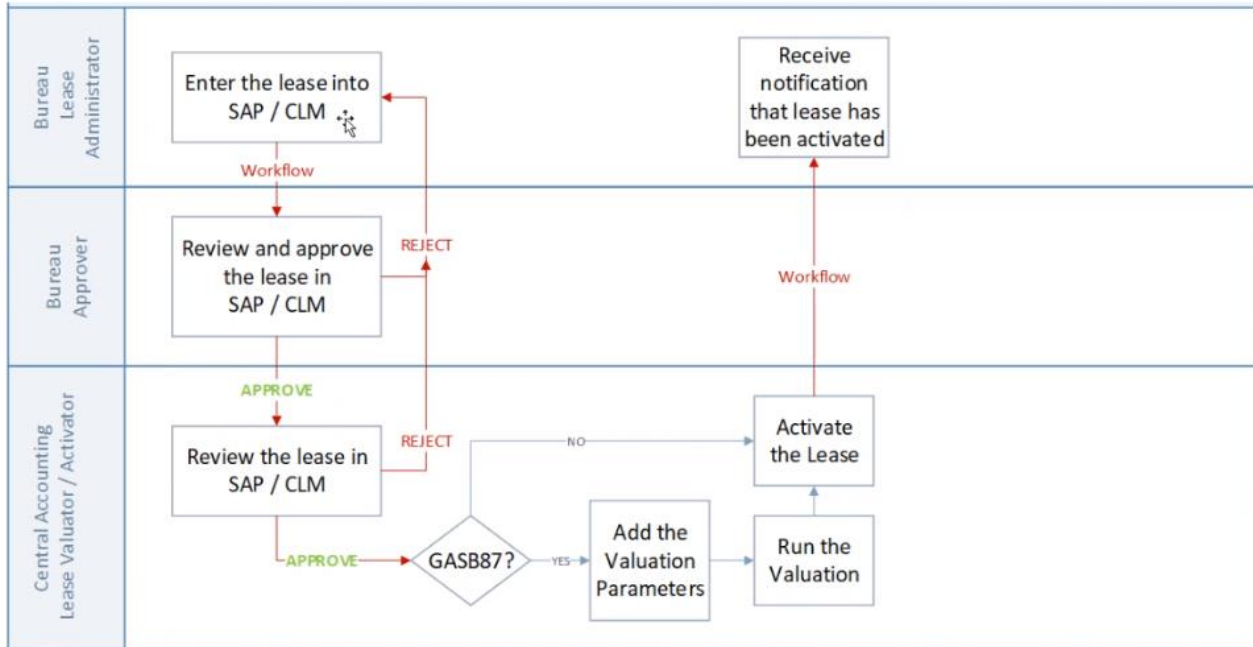 Bureau
Lease
Administrator
Enter the lease into
SAP / CLM
Receive
notification
that lease has
been activated
Workflow
Bureau
Approver
Review and approve
the lease in
SAP / CLM
REJECT
Workflow
APPROVE
Central Accounting
Lease Valuator / Activator
Review the lease in
SAP / CLM
REJECT
NO
Activate
the Lease
APPROVE
GASB87?
YES
Add the
Valuation
Parameters
Run the
Valuation